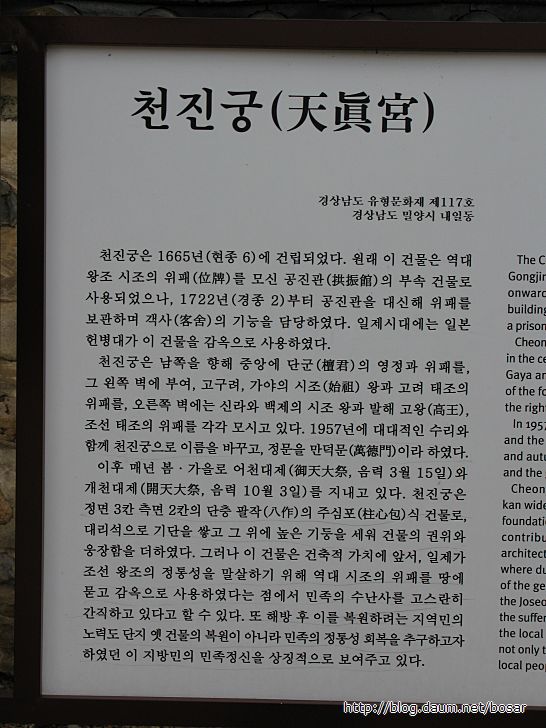 천진궁(天眞宮)
경상남도 유형문화재 제117호
경상남도 밀양시 내일동
천진궁은 1665년(현종 6)에 건립되었다. 원래 이 건물은 역대
왕조 시조의 위패(位牌)를 모신 공진관(拱振館)의 부속 건물로
사용되었으나, 1722년(경종 2)부터 공진관을 대신해 위패를
보관하며 객사(客舍)의 기능을 담당하였다. 일제시대에는 일본
헌병대가 이 건물을 감옥으로 사용하였다.
천진궁은 남쪽을 향해 중앙에 단군(檀君)의 영정과 위패를,
그 왼쪽 벽에 부여, 고구려, 가야의 시조(始祖) 왕과 고려 태조의
위패를, 오른쪽 벽에는 신라와 백제의 시조 왕과 발해 고왕(高王),
조선 태조의 위패를 각각 모시고 있다. 1957년에 대대적인 수리와
함께 천진궁으로 이름을 바꾸고, 정문을 만덕문(萬德門)이라 하였다.
이후 매년 봄·가을로 어천대제(御天大祭, 음력 3월 15일)와
개천대제(開天大祭, 음력 10월 3일)를 지내고 있다. 천진궁은
정면 3칸 측면 2칸의 단층 팔작(八作)의 주심포(柱心包)식 건물로,
대리석으로 기단을 쌓고 그 위에 높은 기둥을 세워 건물의 권위와
웅장함을 더하였다. 그러나 이 건물은 건축적 가치에 앞서, 일제가
조선 왕조의 정통성을 말살하기 위해 역대 시조의 위패를 땅에
묻고 감옥으로 사용하였다는 점에서 민족의 수난사를 고스란히
간직하고 있다고 할 수 있다. 또 해방 후 이를 복원하려는 지역민의
노력도 단지 옛 건물의 복원이 아니라 민족의 정통성 회복을 추구하고자
하였던 이 지방민의 민족정신을 상징적으로 보여주고 있다.
The C
Gongjin
onward
building
a prison
Cheon
in the ce
Gaya ar
of the fo
the right
In 1957
and the
and autu
and the
Cheon
kan wide
foundatio
contribu
architect
where du
of the ge
the Joseo
the suffer
the local
not only t
local peop
http://blog.daum.net/bosar